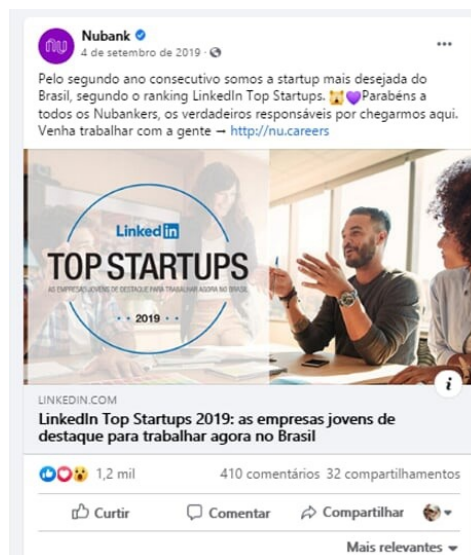 Nubank
4 de setembro de 2019 ·
Pelo segundo ano consecutivo somos a startup mais desejada do
Brasil, segundo o ranking LinkedIn Top Startups. 🙀💜Parabéns a
todos os Nubankers, os verdadeiros responsáveis por chegarmos aqui.
Venha trabalhar com a gente → http://nu.careers
Linked in
TOP STARTUPS
AS EMPRESAS JOVENS DE DESTAQUE PARA TRABALHAR AGORA NO BRASIL
· · 2019 · ·
LINKEDIN.COM
LinkedIn Top Startups 2019: as empresas jovens de
destaque para trabalhar agora no Brasil
1,2 mil 410 comentários 32 compartilhamentos
Curtir Comentar Compartilhar
Mais relevantes